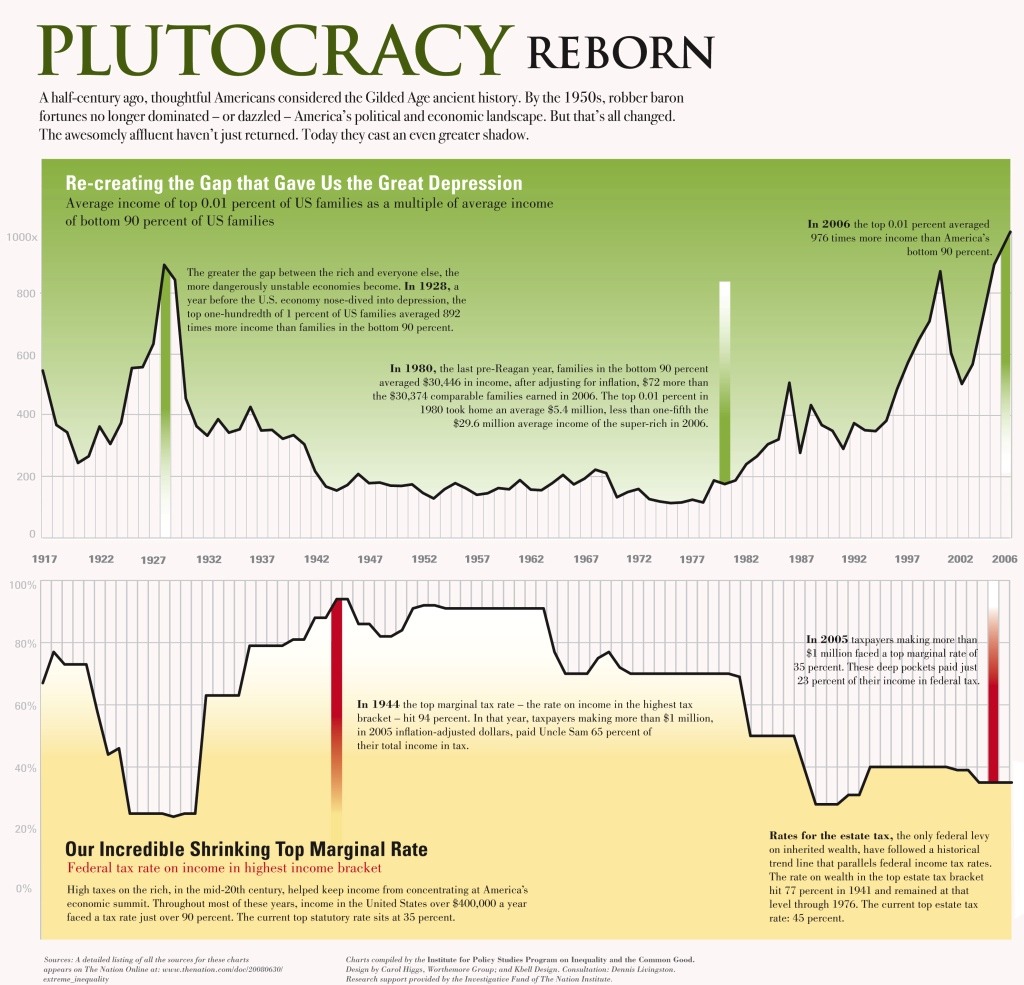 PLUTOCRACY REBORN
A half-century ago, thoughtful Americans considered the Gilded Age ancient history. By the 1950s, robber baron
fortunes no longer dominated – or dazzled – America's political and economic landscape. But that's all changed.
The awesomely affluent haven't just returned. Today they cast an even greater shadow.
Re-creating the Gap that Gave Us the Great Depression
Average income of top 0.01 percent of US families as a multiple of average income
of bottom 90 percent of US families
In 2006 the top 0.01 percent averaged
976 times more income than America's
bottom 90 percent.
The greater the gap between the rich and everyone else, the
more dangerously unstable economies become. In 1928, a
year before the U.S. economy nose-dived into depression, the
top one-hundredth of 1 percent of US families averaged 892
times more income than families in the bottom 90 percent.
In 1980, the last pre-Reagan year, families in the bottom 90 percent
averaged $30,446 in income, after adjusting for inflation, $72 more than
the $30,374 comparable families earned in 2006. The top 0.01 percent in
1980 took home an average $5.4 million, less than one-fifth the
$29.6 million average income of the super-rich in 2006.
1000x
800
600
400
200
0
1917 1922 1927 1932 1937 1942 1947 1952 1957 1962 1967 1972 1977 1982 1987 1992 1997 2002 2006
100%
80%
60%
40%
20%
0%
In 2005 taxpayers making more than
$1 million faced a top marginal rate of
35 percent. These deep pockets paid just
23 percent of their income in federal tax.
In 1944 the top marginal tax rate – the rate on income in the highest tax
bracket – hit 94 percent. In that year, taxpayers making more than $1 million,
in 2005 inflation-adjusted dollars, paid Uncle Sam 65 percent of
their total income in tax.
Our Incredible Shrinking Top Marginal Rate
Federal tax rate on income in highest income bracket
High taxes on the rich, in the mid-20th century, helped keep income from concentrating at America's
economic summit. Throughout most of these years, income in the United States over $400,000 a year
faced a tax rate just over 90 percent. The current top statutory rate sits at 35 percent.
Rates for the estate tax, the only federal levy
on inherited wealth, have followed a historical
trend line that parallels federal income tax rates.
The rate on wealth in the top estate tax bracket
hit 77 percent in 1941 and remained at that
level through 1976. The current top estate tax
rate: 45 percent.
Sources: A detailed listing of all the sources for these charts
appears on The Nation Online at: www.thenation.com/doc/20080630/
extreme_inequality
Charts compiled by the Institute for Policy Studies Program on Inequality and the Common Good.
Design by Carol Higgs, Worthemore Group; and Kbell Design. Consultation: Dennis Livingston.
Research support provided by the Investigative Fund of The Nation Institute.